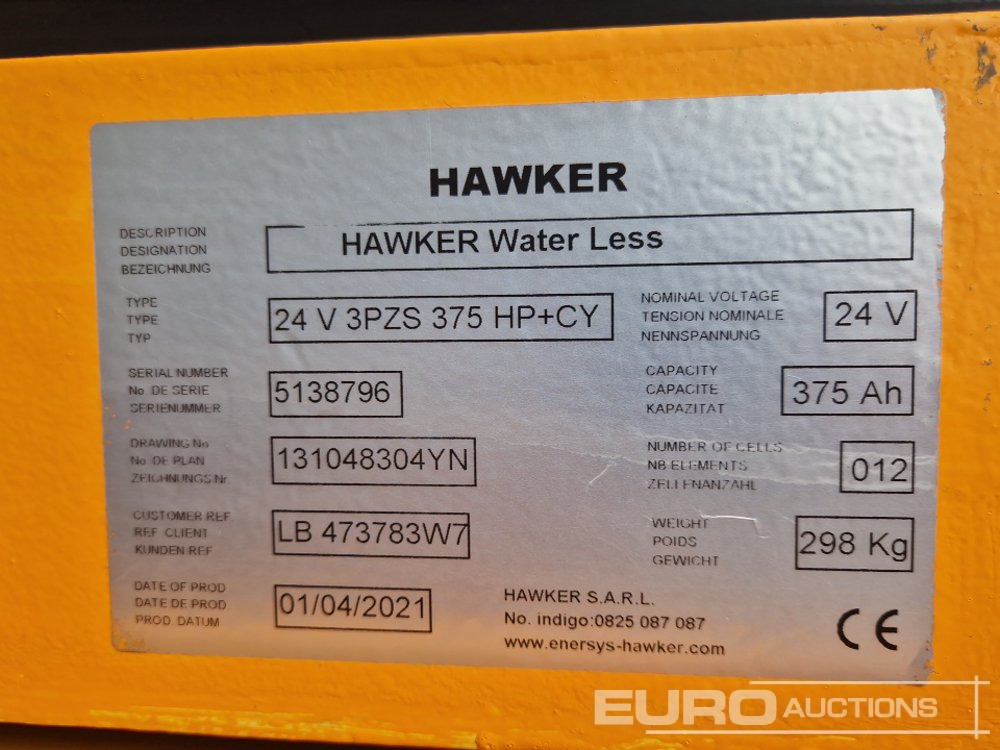 HAWKER
DESCRIPTION
DESIGNATION
BEZEICHNUNG
HAWKER Water Less
TYPE
TYPE
TYP
24 V 3PZS 375 HP+CY
NOMINAL VOLTAGE
TENSION NOMINALE
NENNSPANNUNG
24 V
SERIAL NUMBER
No DE SERIE
SERIENUMMER
5138796
CAPACITY
CAPACITE
KAPAZITAT
375 Ah
DRAWING No
No DE PLAN
ZEICHNUNGS Nr
131048304YN
NUMBER OF CELLS
NB ELEMENTS
ZELLENANZAHL
012
CUSTOMER REF
REF CLIENT
KUNDEN REF
LB 473783W7
WEIGHT
POIDS
GEWICHT
298 Kg
DATE OF PROD
DATE DE PROD
PROD DATUM
01/04/2021
HAWKER S.A.R.L.
No. indigo:0825 087 087
www.enersys-hawker.com
CE
EURO AUCTIONS